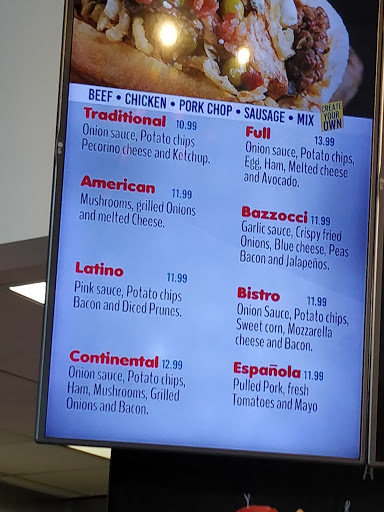 BEEF • CHICKEN • PORK CHOP • SAUSAGE • MIX
CREATE
YOUR
OWN
Traditional 10.99
Onion sauce, Potato chips
Pecorino cheese and Ketchup.
American 11.99
Mushrooms, grilled Onions
and melted Cheese.
Latino 11.99
Pink sauce, Potato chips
Bacon and Diced Prunes.
Continental 12.99
Onion sauce, Potato chips,
Ham, Mushrooms, Grilled
Onions and Bacon.
Full 13.99
Onion sauce, Potato chips,
Egg, Ham, Melted cheese
and Avocado.
Bazzocci 11.99
Garlic sauce, Crispy fried
Onions, Blue cheese, Peas
Bacon and Jalapeños.
Bistro 11.99
Onion Sauce, Potato chips,
Sweet corn, Mozzarella
cheese and Bacon.
Española 11.99
Pulled Pork, fresh
Tomatoes and Mayo
LG